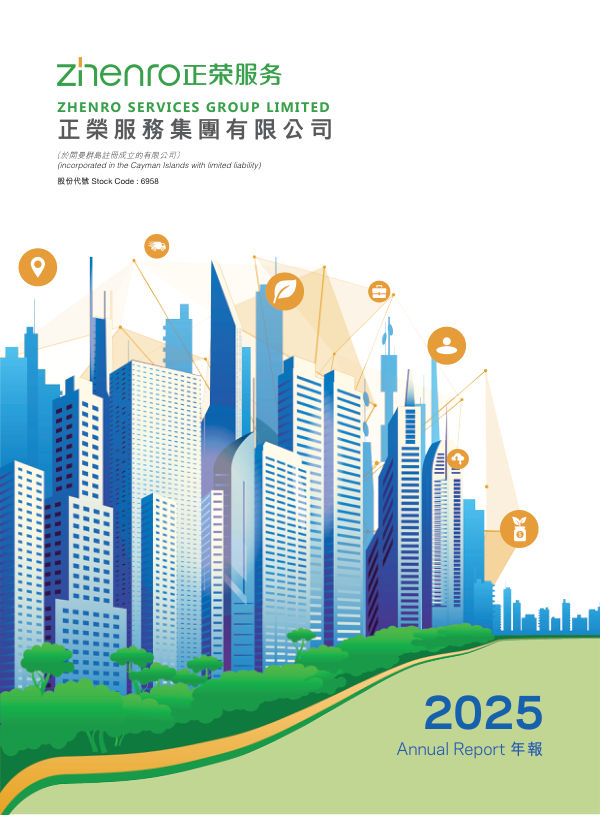 zhenro正荣服务
ZHENRO SERVICES GROUP LIMITED
正榮服務集團有限公司
(於開曼群島註冊成立的有限公司)
(incorporated in the Cayman Islands with limited liability)
股份代號 Stock Code : 6958
$
2025
Annual Report 年報